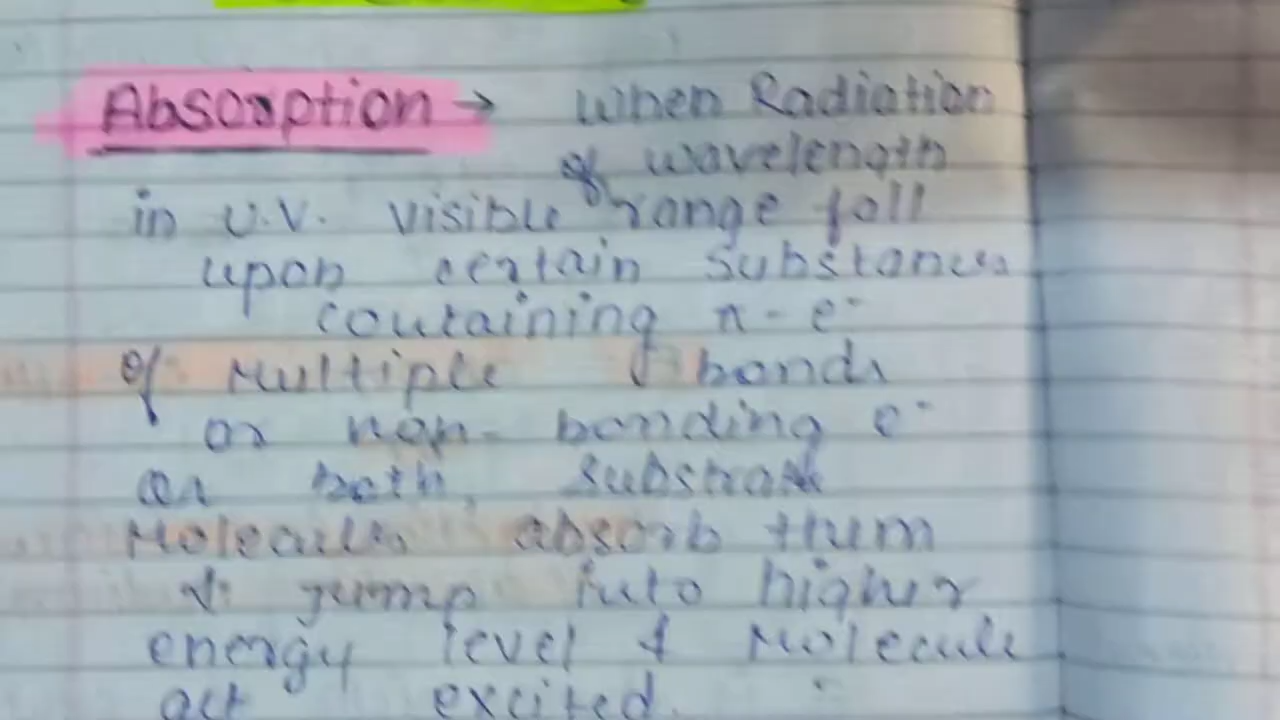 Absorption → When Radiation
of wavelength
in U.V. visible range fall
upon certain substances
containing π-e⁻
of Multiple bonds
or non-bonding e⁻
or both, substrate
Molecules absorb them
& jump into higher
energy level & Molecule
get excited.